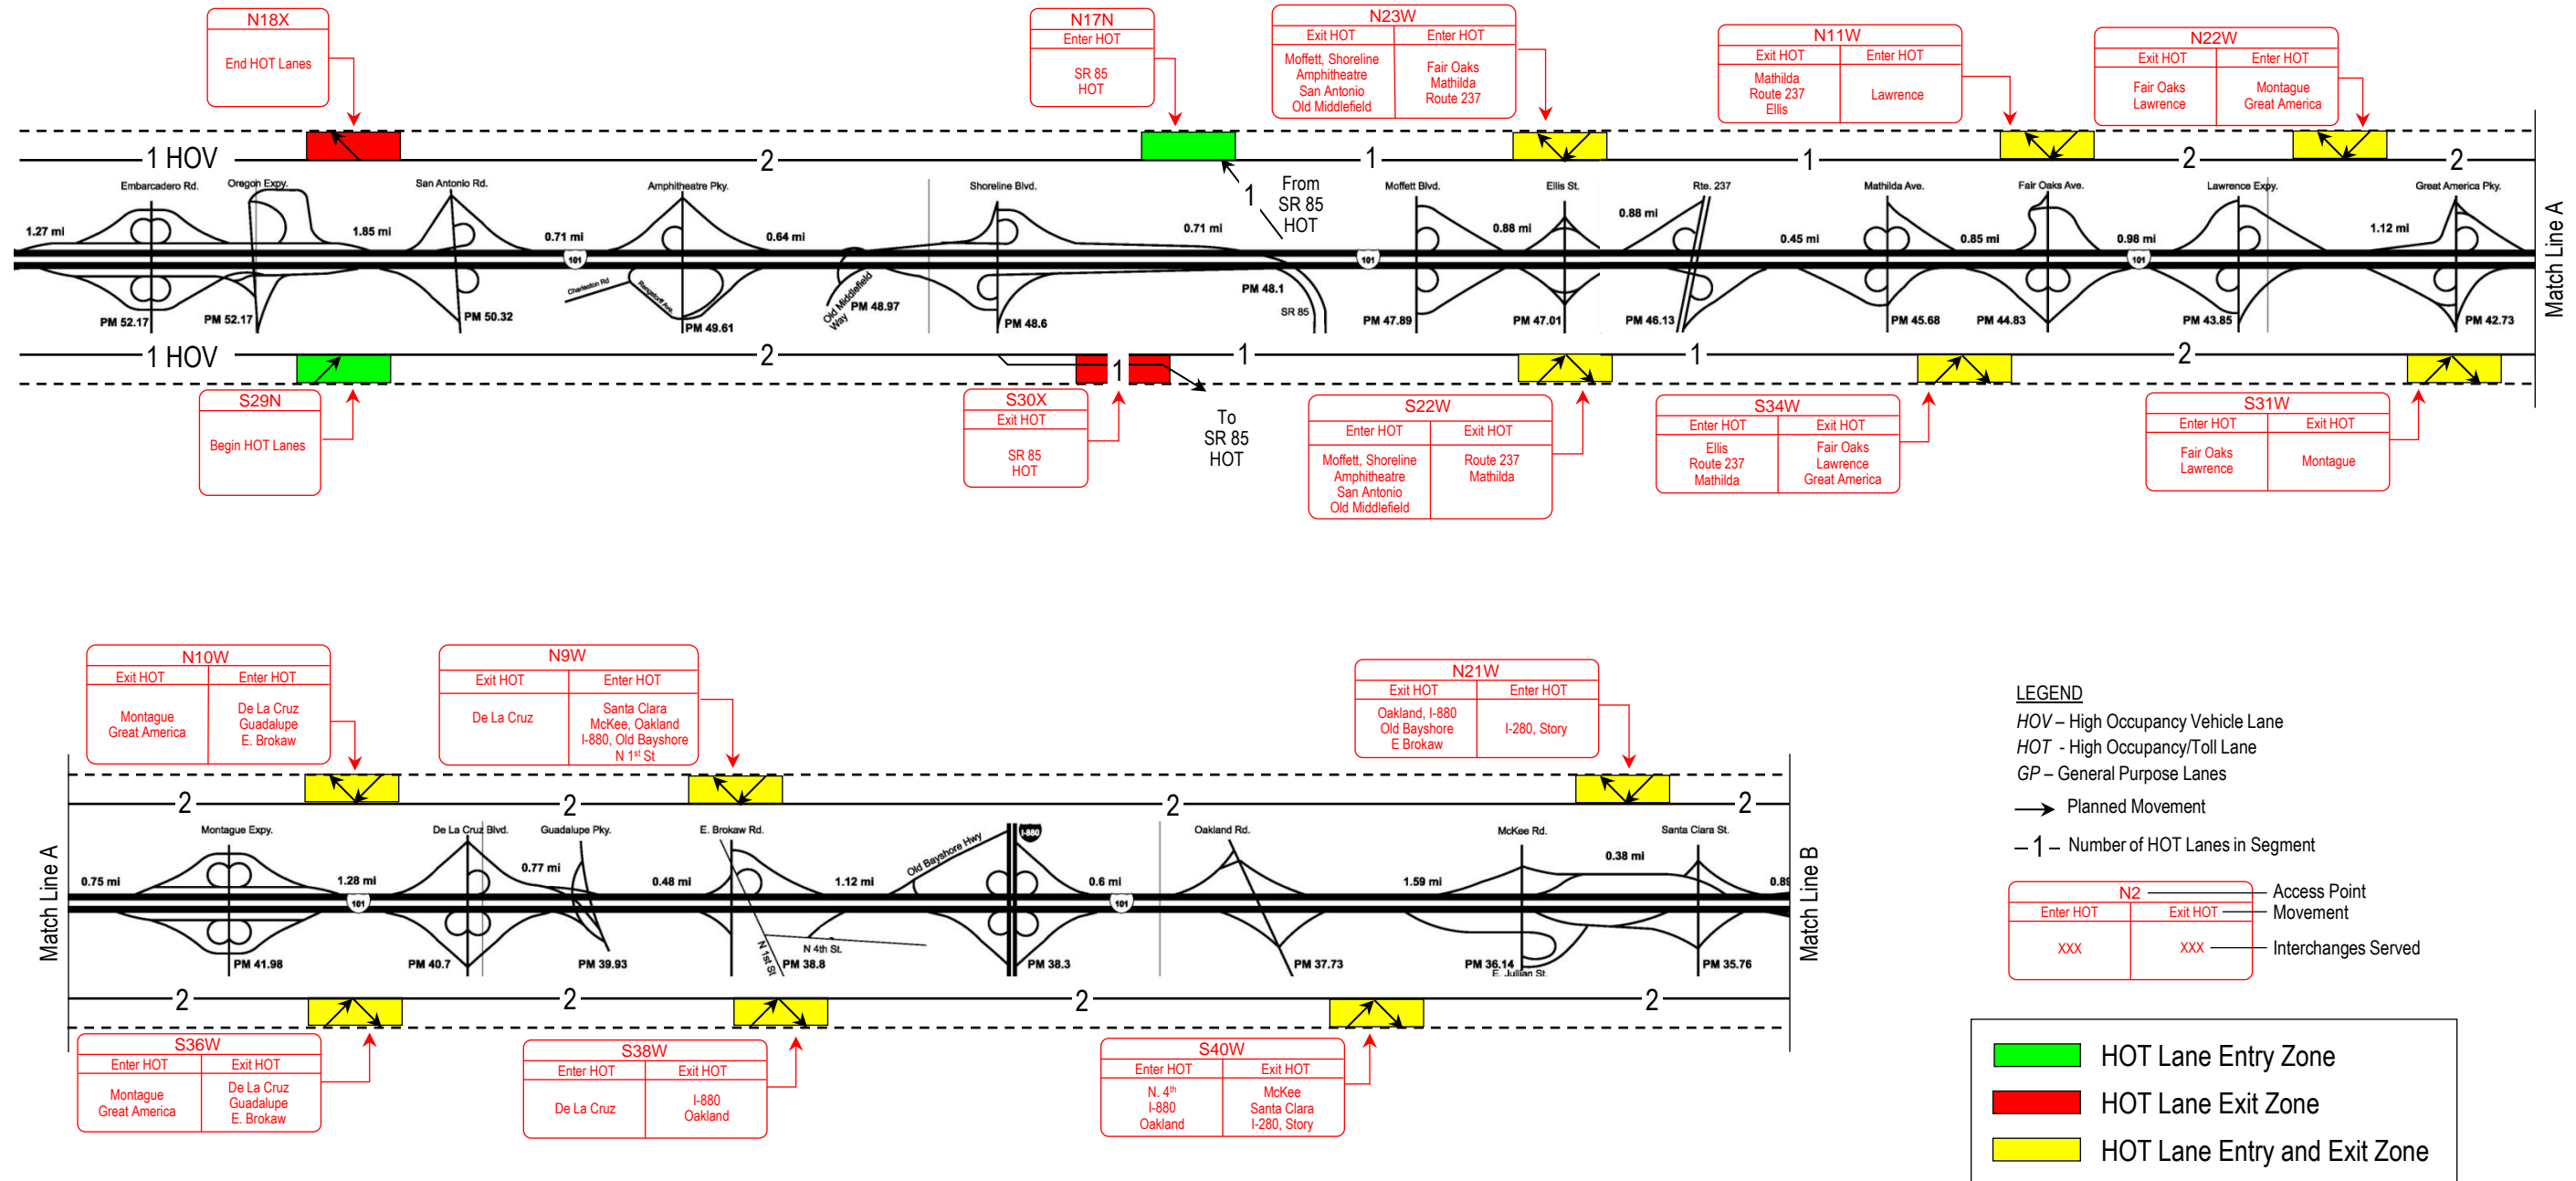 N18X
End HOT Lanes
N17N
Enter HOT
SR 85
HOT
N23W
Exit HOT Enter HOT
Moffett, Shoreline
Amphitheatre
San Antonio
Old Middlefield
Fair Oaks
Mathilda
Route 237
N11W
Exit HOT Enter HOT
Mathilda
Route 237
Ellis
Lawrence
N22W
Exit HOT Enter HOT
Fair Oaks
Lawrence
Montague
Great America
1 HOV
2
1
1
2
2
1
From
SR 85
HOT
Embarcadero Rd.
Oregon Expy.
San Antonio Rd.
Amphitheatre Pky.
Shoreline Blvd.
Moffett Blvd.
Ellis St.
Rte. 237
Mathilda Ave.
Fair Oaks Ave.
Lawrence Expy.
Great America Pky.
1.27 mi
1.85 mi
0.71 mi
0.64 mi
0.71 mi
0.88 mi
0.88 mi
0.45 mi
0.85 mi
0.98 mi
1.12 mi
101
101
101
Charleston Rd
Rengstorff Ave.
Old Middlefield
Way
SR 85
PM 52.17
PM 52.17
PM 50.32
PM 49.61
PM 48.97
PM 48.6
PM 48.1
PM 47.89
PM 47.01
PM 46.13
PM 45.68
PM 44.83
PM 43.85
PM 42.73
Match Line A
1 HOV
2
1
1
1
2
To
SR 85
HOT
S29N
Begin HOT Lanes
S30X
Exit HOT
SR 85
HOT
S22W
Enter HOT Exit HOT
Moffett, Shoreline
Amphitheatre
San Antonio
Old Middlefield
Route 237
Mathilda
S34W
Enter HOT Exit HOT
Ellis
Route 237
Mathilda
Fair Oaks
Lawrence
Great America
S31W
Enter HOT Exit HOT
Fair Oaks
Lawrence
Montague
N10W
Exit HOT Enter HOT
Montague
Great America
De La Cruz
Guadalupe
E. Brokaw
N9W
Exit HOT Enter HOT
De La Cruz
Santa Clara
McKee, Oakland
I-880, Old Bayshore
N 1st St
N21W
Exit HOT Enter HOT
Oakland, I-880
Old Bayshore
E Brokaw
I-280, Story
Match Line A
2
2
2
2
Montague Expy.
De La Cruz Blvd.
Guadalupe Pky.
E. Brokaw Rd.
Old Bayshore Hwy
I-880
Oakland Rd.
McKee Rd.
Santa Clara St.
0.75 mi
1.28 mi
0.77 mi
0.48 mi
1.12 mi
0.6 mi
1.59 mi
0.38 mi
0.89
101
101
N 1st St
N 4th St.
E. Jullian St.
PM 41.98
PM 40.7
PM 39.93
PM 38.8
PM 38.3
PM 37.73
PM 36.14
PM 35.76
Match Line B
2
2
2
2
S36W
Enter HOT Exit HOT
Montague
Great America
De La Cruz
Guadalupe
E. Brokaw
S38W
Enter HOT Exit HOT
De La Cruz
I-880
Oakland
S40W
Enter HOT Exit HOT
N. 4th
I-880
Oakland
McKee
Santa Clara
I-280, Story
LEGEND
HOV – High Occupancy Vehicle Lane
HOT - High Occupancy/Toll Lane
GP – General Purpose Lanes
Planned Movement
1 Number of HOT Lanes in Segment
N2 Access Point
Enter HOT Exit HOT Movement
XXX XXX Interchanges Served
HOT Lane Entry Zone
HOT Lane Exit Zone
HOT Lane Entry and Exit Zone